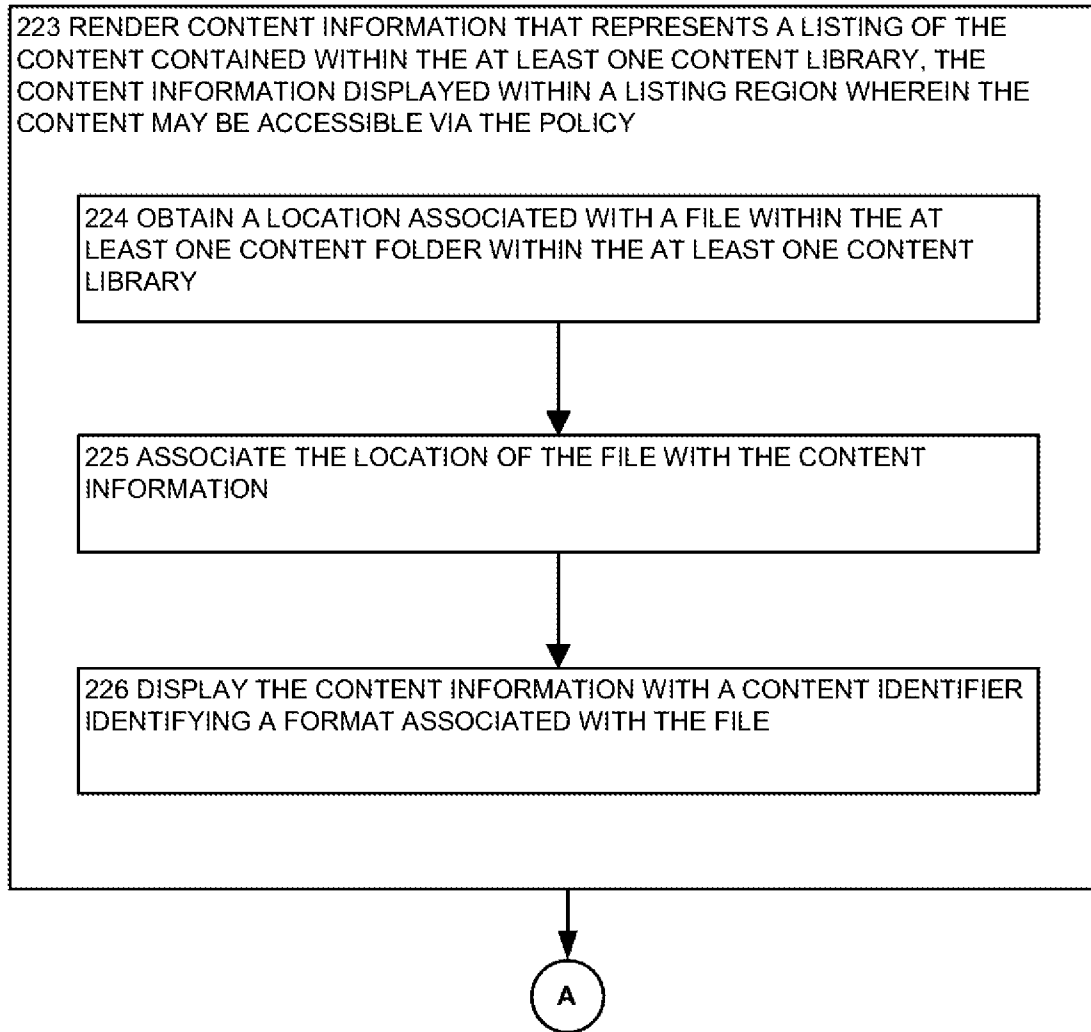 223 RENDER CONTENT INFORMATION THAT REPRESENTS A LISTING OF THE
CONTENT CONTAINED WITHIN THE AT LEAST ONE CONTENT LIBRARY, THE
CONTENT INFORMATION DISPLAYED WITHIN A LISTING REGION WHEREIN THE
CONTENT MAY BE ACCESSIBLE VIA THE POLICY
224 OBTAIN A LOCATION ASSOCIATED WITH A FILE WITHIN THE AT
LEAST ONE CONTENT FOLDER WITHIN THE AT LEAST ONE CONTENT
LIBRARY
225 ASSOCIATE THE LOCATION OF THE FILE WITH THE CONTENT
INFORMATION
226 DISPLAY THE CONTENT INFORMATION WITH A CONTENT IDENTIFIER
IDENTIFYING A FORMAT ASSOCIATED WITH THE FILE
A